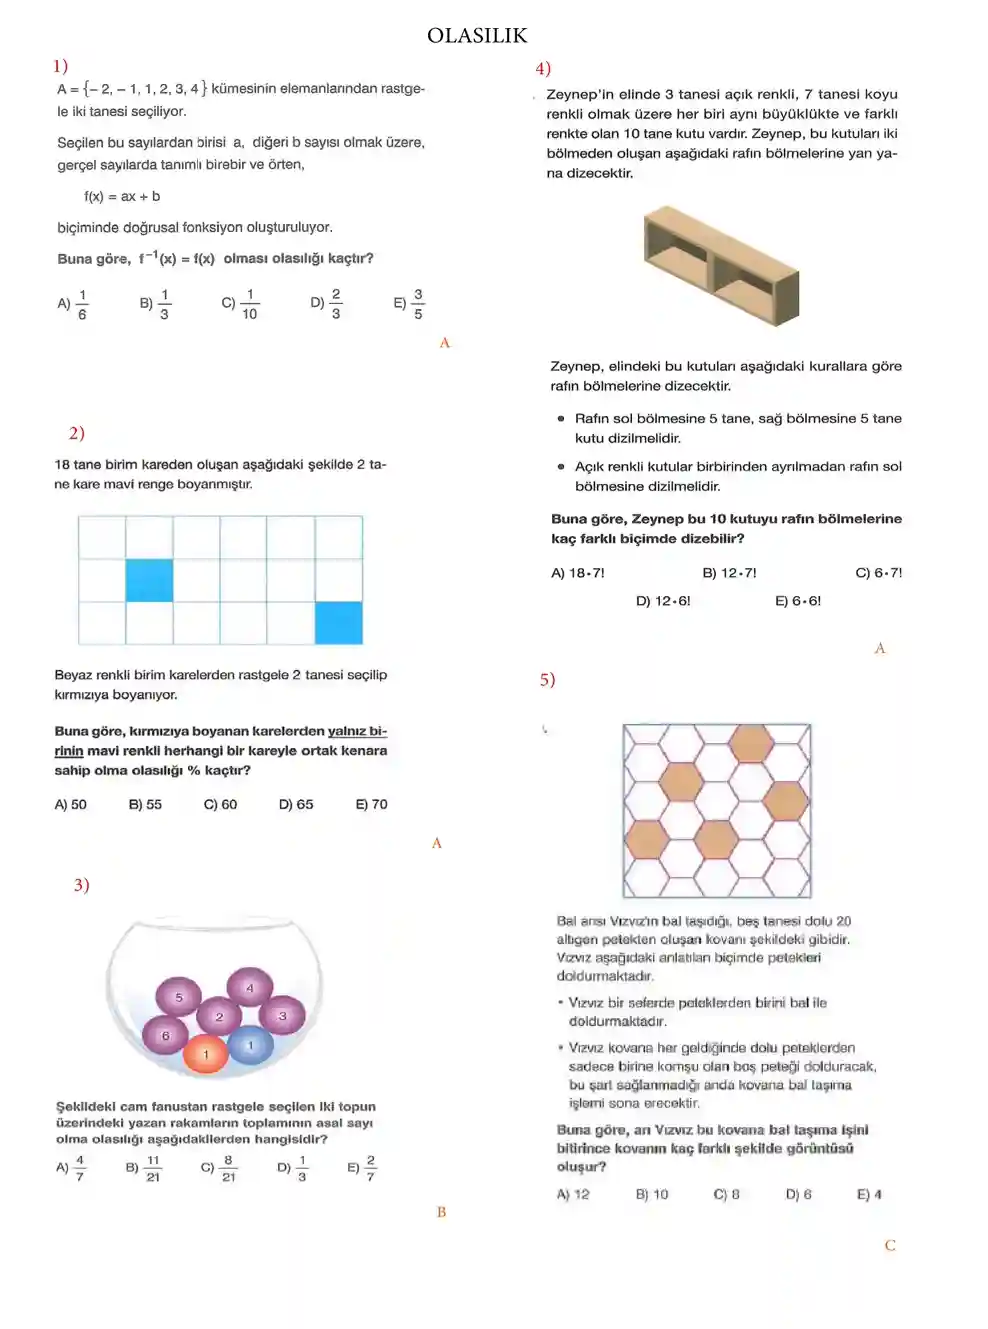 OLASILIK
1)
A = {– 2, – 1, 1, 2, 3, 4 } kümesinin elemanlarından rastge-
le iki tanesi seçiliyor.
Seçilen bu sayılardan birisi a, diğeri b sayısı olmak üzere,
gerçel sayılarda tanımlı birebir ve örten,
f(x) = ax + b
biçiminde doğrusal fonksiyon oluşturuluyor.
Buna göre, f⁻¹(x) = f(x) olması olasılığı kaçtır?
A) 1/6 B) 1/3 C) 1/10 D) 2/3 E) 3/5
A
2)
18 tane birim kareden oluşan aşağıdaki şekilde 2 ta-
ne kare mavi renge boyanmıştır.
Beyaz renkli birim karelerden rastgele 2 tanesi seçilip
kırmızıya boyanıyor.
Buna göre, kırmızıya boyanan karelerden yalnız bi-
rinin mavi renkli herhangi bir kareyle ortak kenara
sahip olma olasılığı % kaçtır?
A) 50 B) 55 C) 60 D) 65 E) 70
A
3)
5
4
2
3
6
1
1
Şekildeki cam fanustan rastgele seçilen iki topun
üzerindeki yazan rakamların toplamının asal sayı
olma olasılığı aşağıdakilerden hangisidir?
A) 4/7 B) 11/21 C) 8/21 D) 1/3 E) 2/7
B
4)
Zeynep'in elinde 3 tanesi açık renkli, 7 tanesi koyu
renkli olmak üzere her biri aynı büyüklükte ve farklı
renkte olan 10 tane kutu vardır. Zeynep, bu kutuları iki
bölmeden oluşan aşağıdaki rafın bölmelerine yan ya-
na dizecektir.
Zeynep, elindeki bu kutuları aşağıdaki kurallara göre
rafın bölmelerine dizecektir.
• Rafın sol bölmesine 5 tane, sağ bölmesine 5 tane
kutu dizilmelidir.
• Açık renkli kutular birbirinden ayrılmadan rafın sol
bölmesine dizilmelidir.
Buna göre, Zeynep bu 10 kutuyu rafın bölmelerine
kaç farklı biçimde dizebilir?
A) 18•7! B) 12•7! C) 6•7!
D) 12•6! E) 6•6!
A
5)
Bal arısı Vızvız'ın bal taşıdığı, beş tanesi dolu 20
altıgen petekten oluşan kovanı şekildeki gibidir.
Vızvız aşağıdaki anlatılan biçimde petekleri
doldurmaktadır.
• Vızvız bir seferde peteklerden birini bal ile
doldurmaktadır.
• Vızvız kovana her geldiğinde dolu peteklerden
sadece birine komşu olan boş peteği dolduracak,
bu şart sağlanmadığı anda kovana bal taşıma
işlemi sona erecektir.
Buna göre, arı Vızvız bu kovana bal taşıma işini
bitirince kovanın kaç farklı şekilde görüntüsü
oluşur?
A) 12 B) 10 C) 8 D) 6 E) 4
C